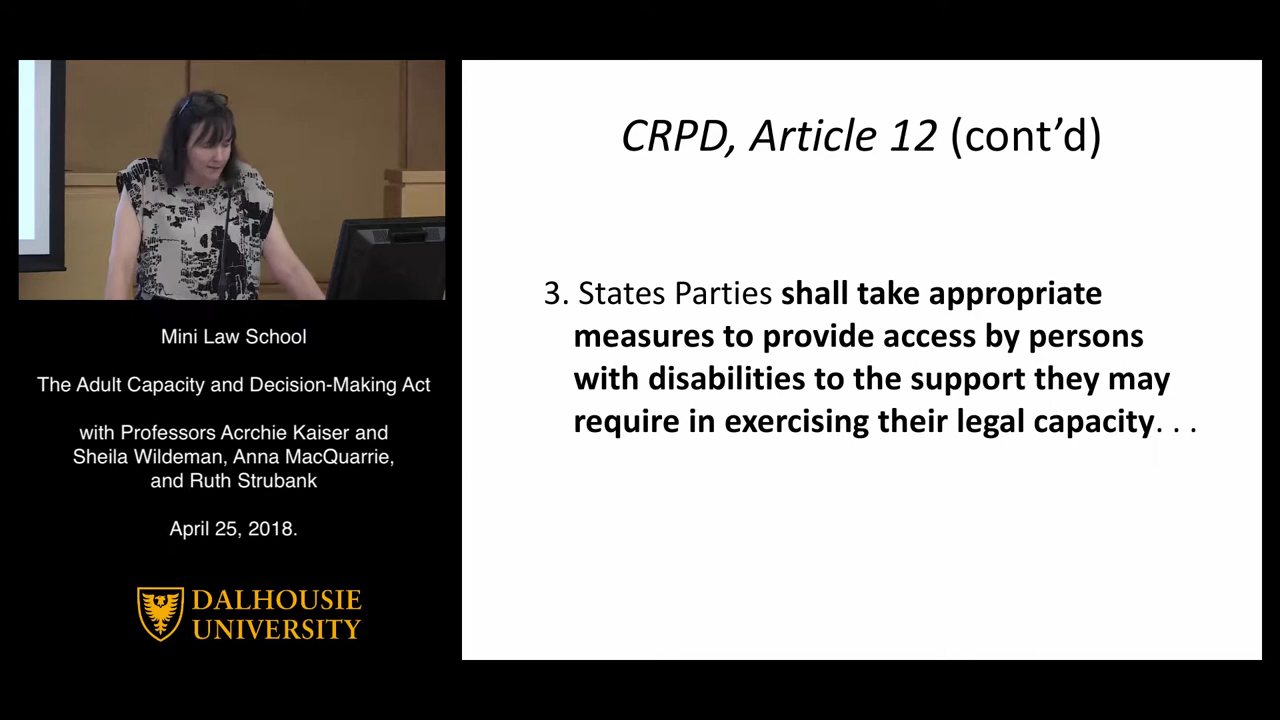 Mini Law School
The Adult Capacity and Decision-Making Act
with Professors Acrchie Kaiser and
Sheila Wildeman, Anna MacQuarrie,
and Ruth Strubank
April 25, 2018.
DALHOUSIE
UNIVERSITY
CRPD, Article 12 (cont’d)
3. States Parties shall take appropriate
measures to provide access by persons
with disabilities to the support they may
require in exercising their legal capacity. . .